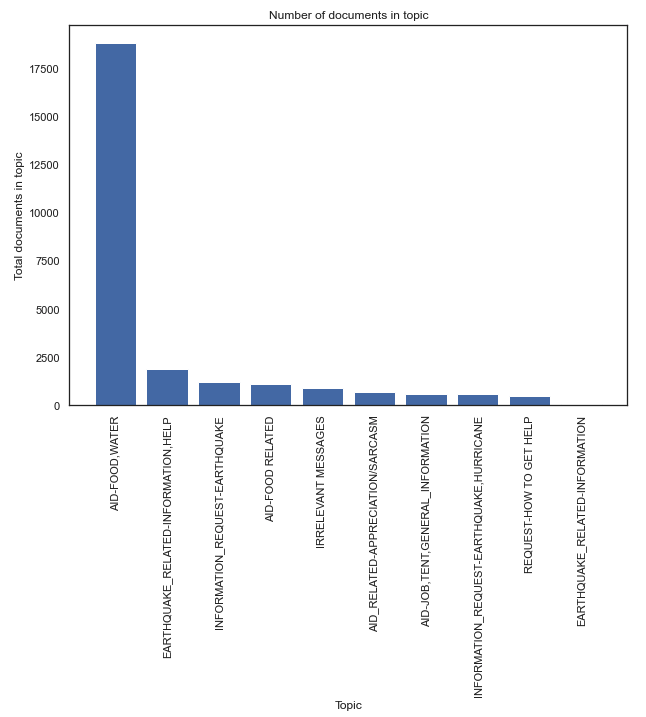 Number of documents in topic
Total documents in topic
17500
15000
12500
10000
7500
5000
2500
0
AID-FOOD,WATER
EARTHQUAKE_RELATED-INFORMATION,HELP
INFORMATION_REQUEST-EARTHQUAKE
AID-FOOD RELATED
IRRELEVANT MESSAGES
AID_RELATED-APPRECIATION/SARCASM
AID-JOB,TENT,GENERAL_INFORMATION
INFORMATION_REQUEST-EARTHQUAKE,HURRICANE
REQUEST-HOW TO GET HELP
EARTHQUAKE_RELATED-INFORMATION
Topic